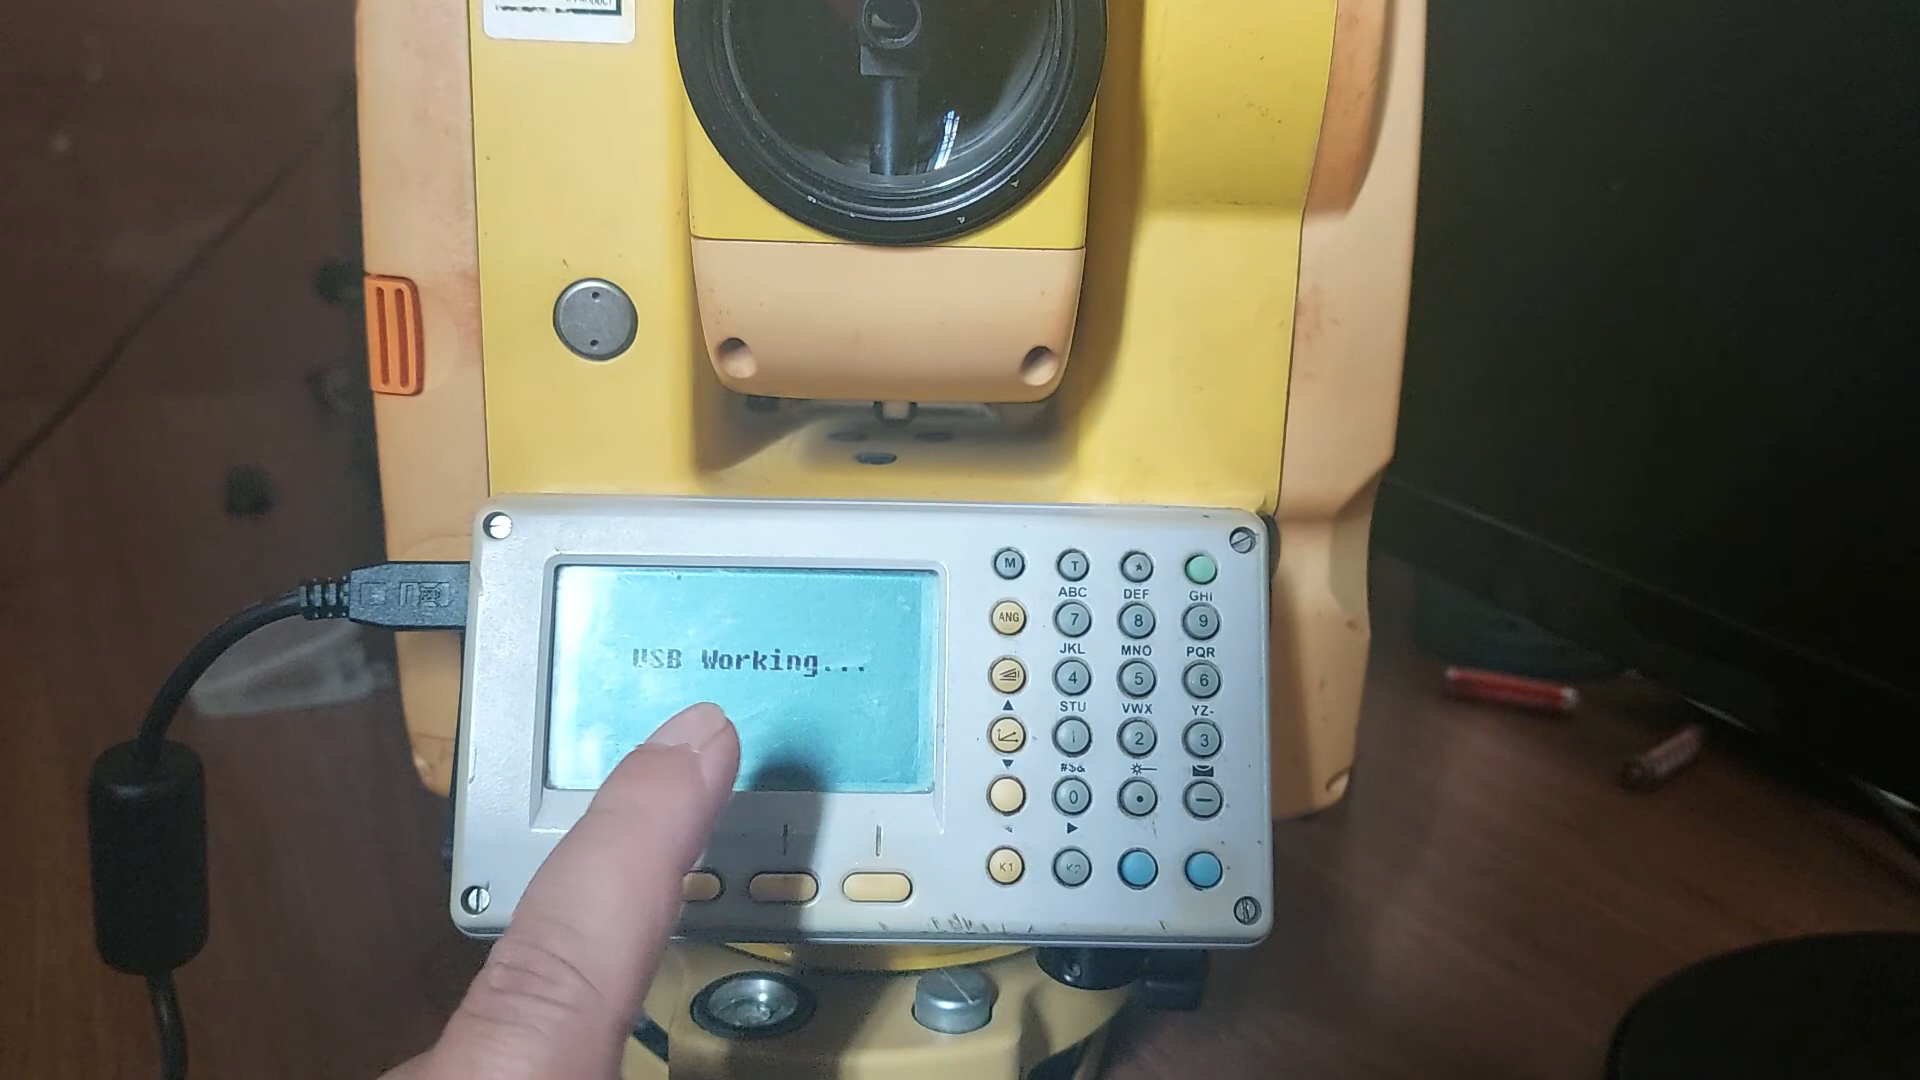 PRODUCT
USB Working...
M T ★
ABC DEF GHI
ANG 7 8 9
JKL MNO PQR
4 5 6
▲ STU VWX YZ-
1 2 3
▼ #$&
0 • —
◀ ▶
K1 K2